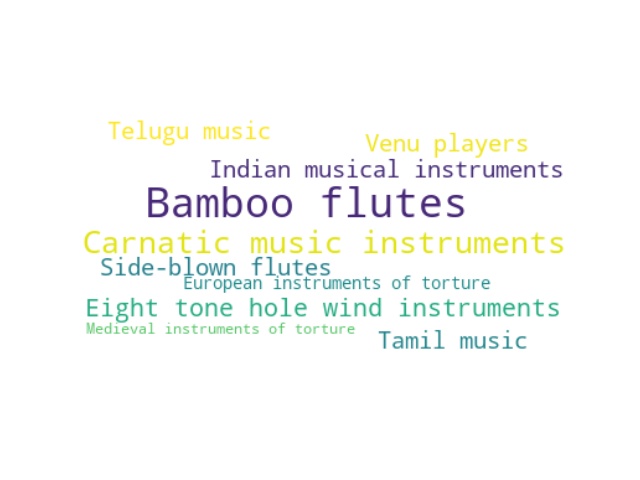 Telugu music
Venu players
Indian musical instruments
Bamboo flutes
Carnatic music instruments
Side-blown flutes
European instruments of torture
Eight tone hole wind instruments
Medieval instruments of torture
Tamil music